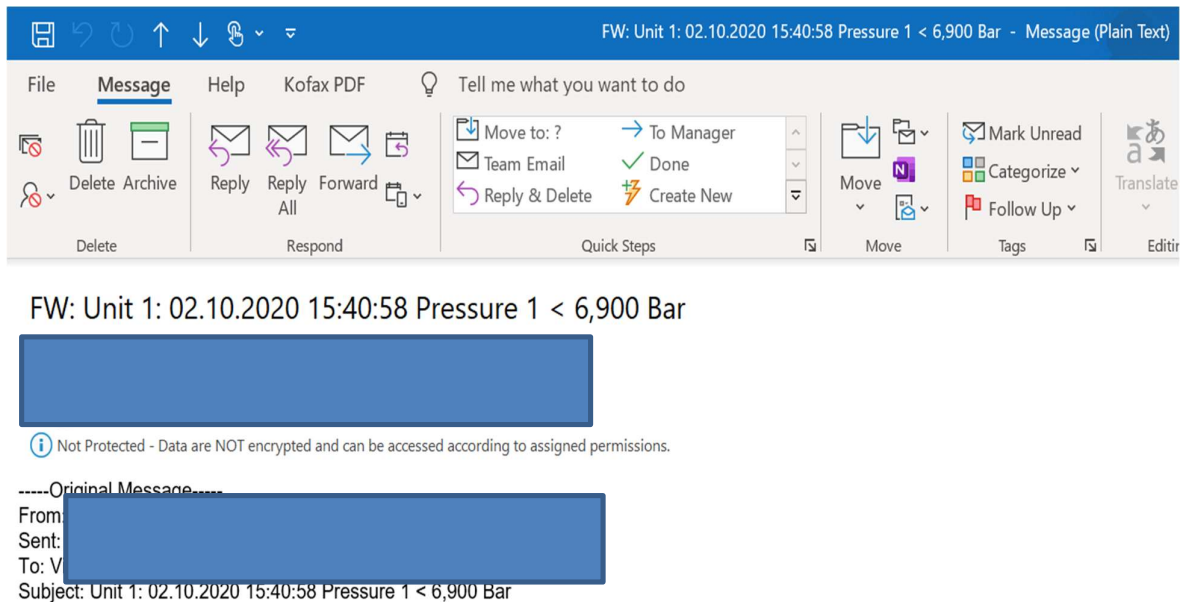 FW: Unit 1: 02.10.2020 15:40:58 Pressure 1 < 6,900 Bar - Message (Plain Text)
File Message Help Kofax PDF Tell me what you want to do
Delete Archive
Reply Reply All Forward
Move to: ? To Manager
Team Email Done
Reply & Delete Create New
Move
Mark Unread
Categorize
Follow Up
Translate
Delete Respond Quick Steps Move Tags
FW: Unit 1: 02.10.2020 15:40:58 Pressure 1 < 6,900 Bar
Not Protected - Data are NOT encrypted and can be accessed according to assigned permissions.
-----Original Message-----
From:
Sent:
To: V
Subject: Unit 1: 02.10.2020 15:40:58 Pressure 1 < 6,900 Bar